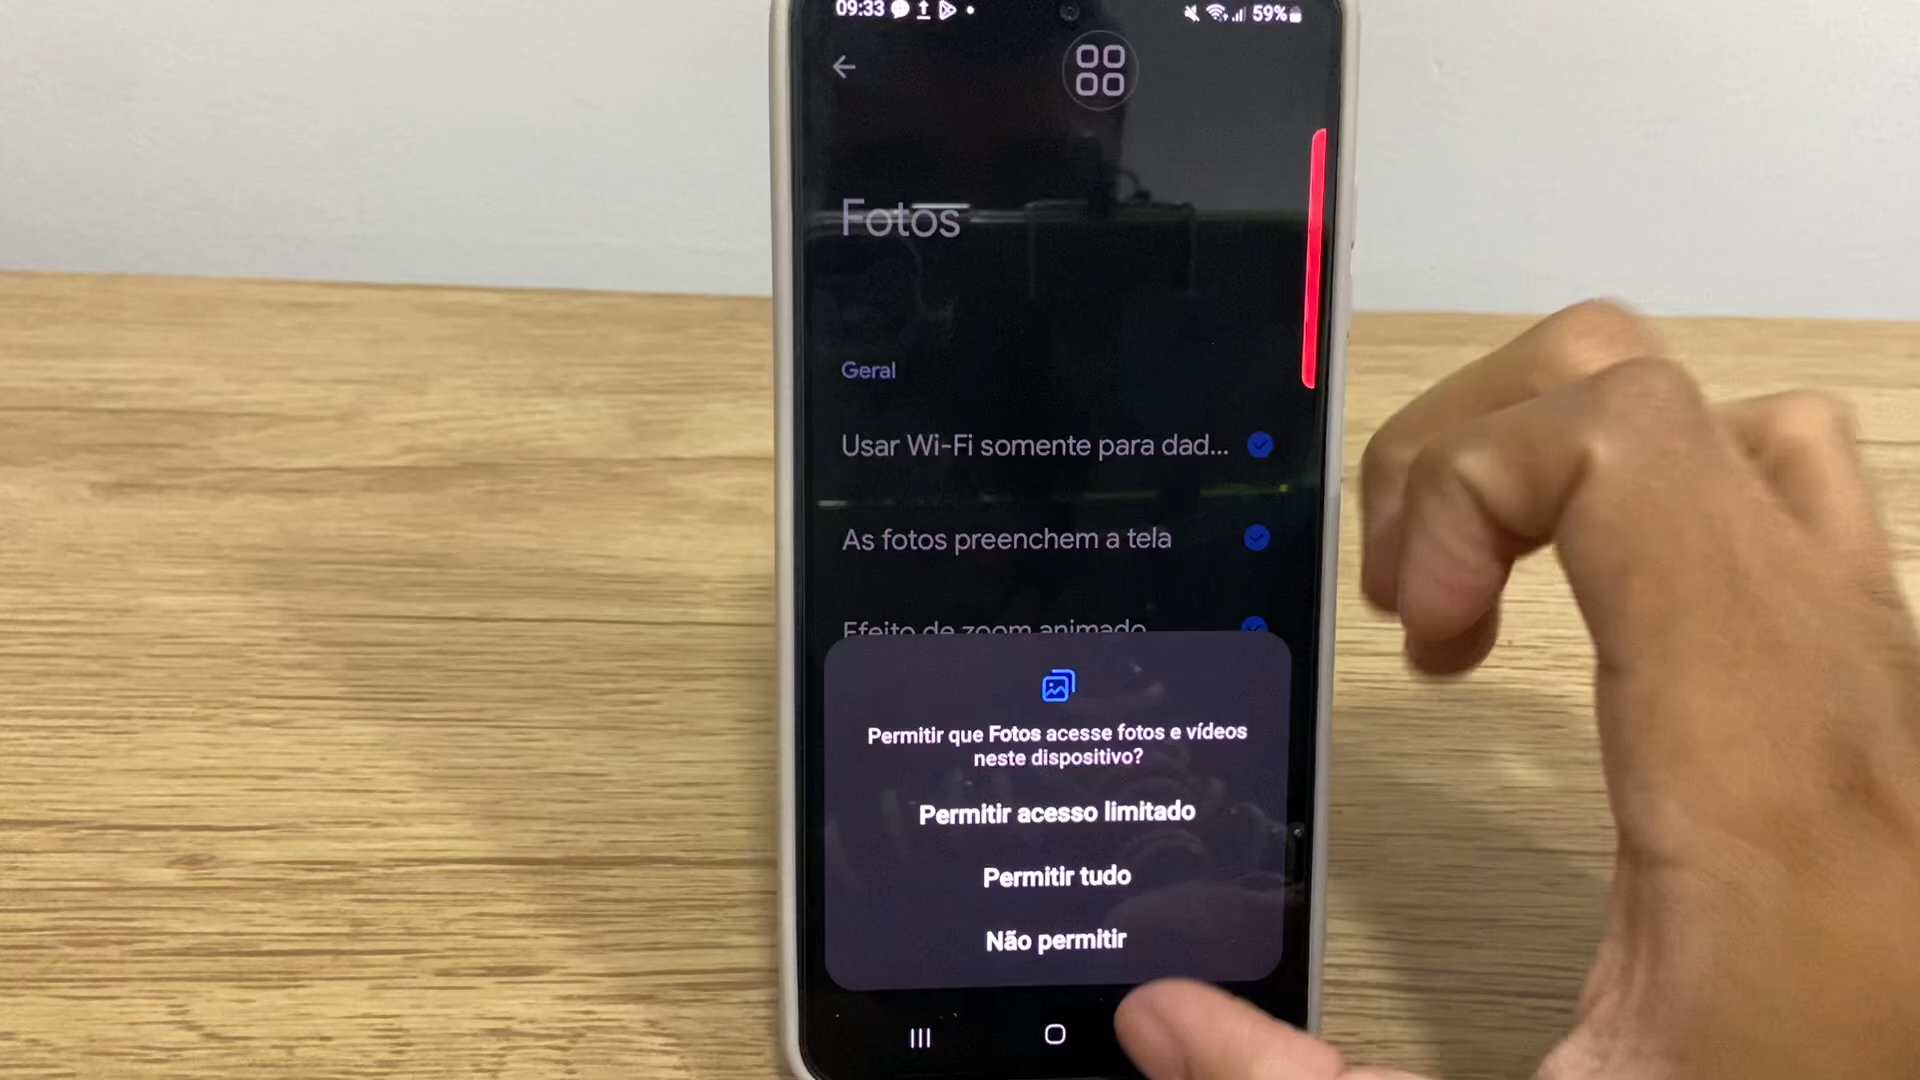 09:33
59%
Fotos
Geral
Usar Wi-Fi somente para dad...
As fotos preenchem a tela
Efeito de zoom animado
Permitir que Fotos acesse fotos e vídeos
neste dispositivo?
Permitir acesso limitado
Permitir tudo
Não permitir